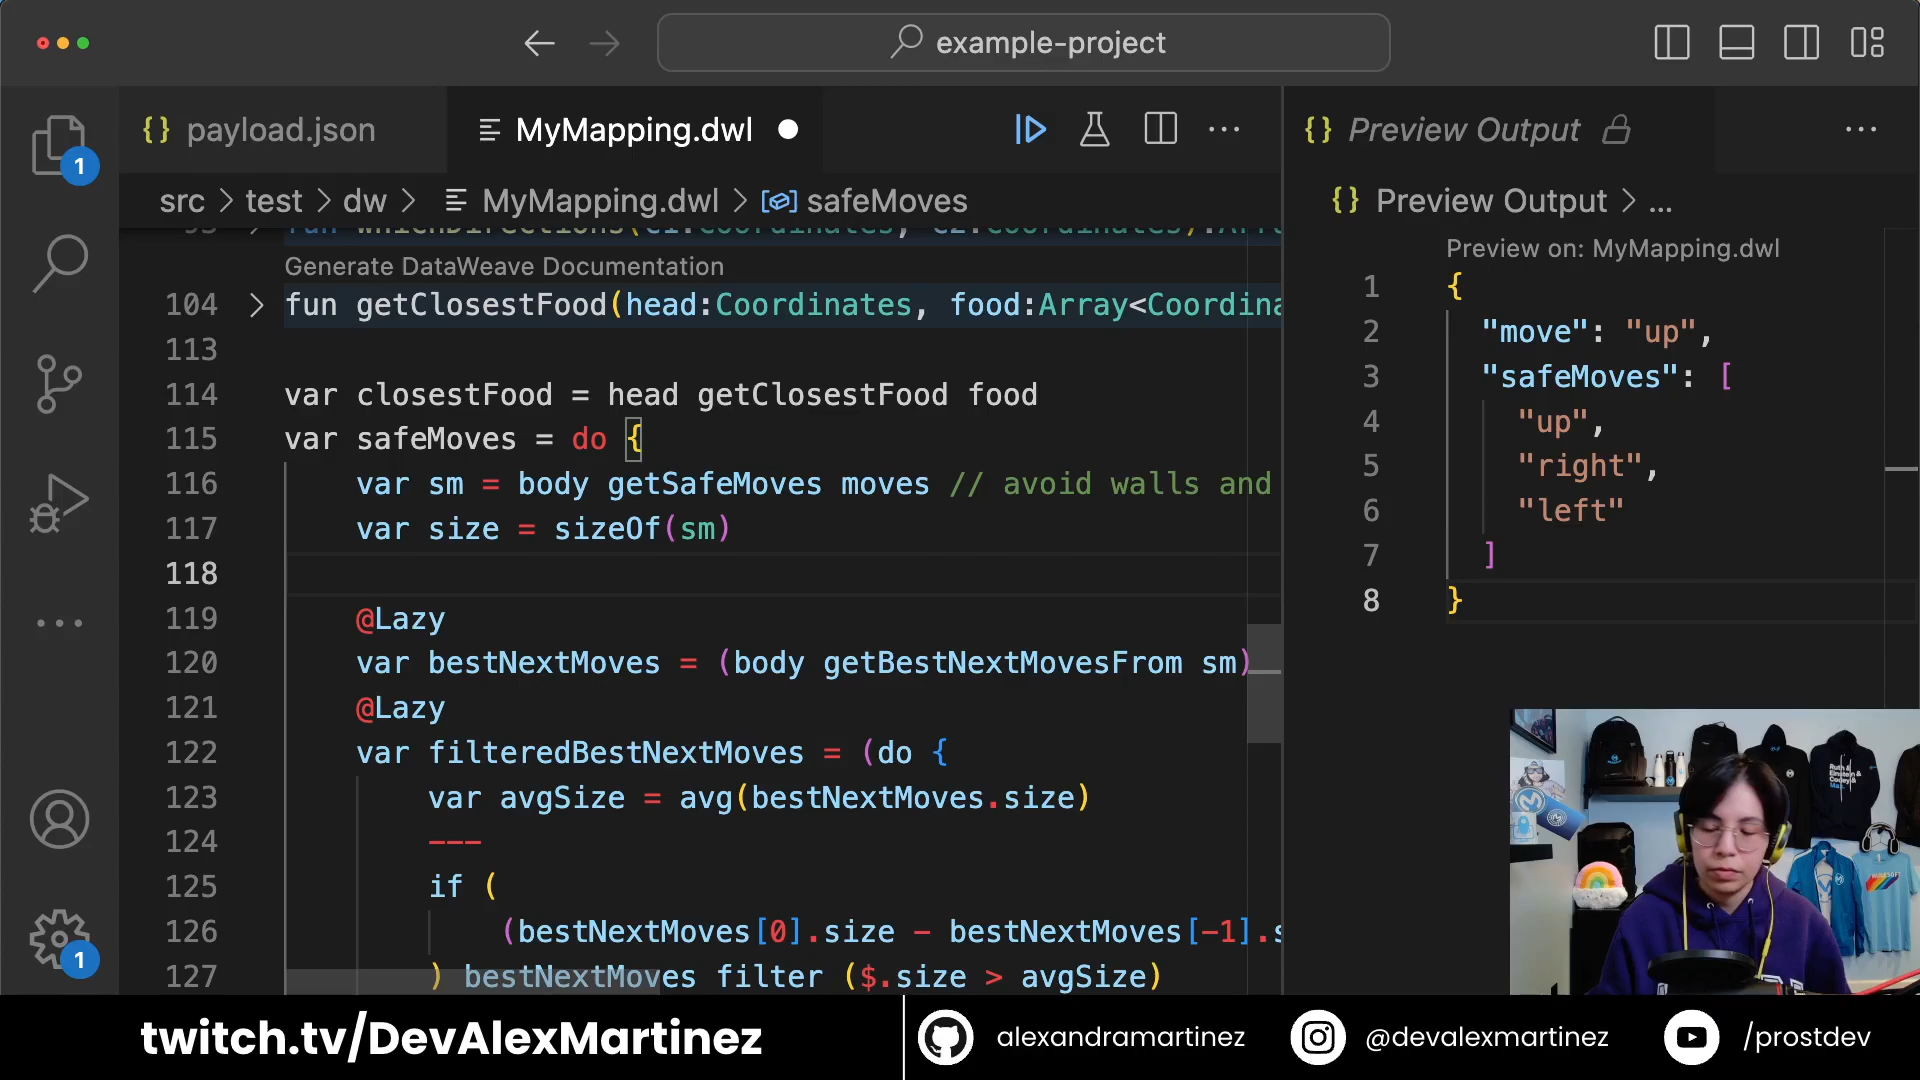 example-project
payload.json
MyMapping.dwl
Preview Output
1
src > test > dw > MyMapping.dwl > safeMoves
Preview Output > ...
Generate DataWeave Documentation
104 fun getClosestFood(head:Coordinates, food:Array<Coordina
113
114 var closestFood = head getClosestFood food
115 var safeMoves = do {
116 var sm = body getSafeMoves moves // avoid walls and
117 var size = sizeOf(sm)
118
119 @Lazy
120 var bestNextMoves = (body getBestNextMovesFrom sm)
121 @Lazy
122 var filteredBestNextMoves = (do {
123 var avgSize = avg(bestNextMoves.size)
124 ---
125 if (
126 (bestNextMoves[0].size - bestNextMoves[-1].s
127 ) bestNextMoves filter ($.size > avgSize)
1
Preview on: MyMapping.dwl
1 {
2 "move": "up",
3 "safeMoves": [
4 "up",
5 "right",
6 "left"
7 ]
8 }
twitch.tv/DevAlexMartinez
alexandramartinez
@devalexmartinez
/prostdev